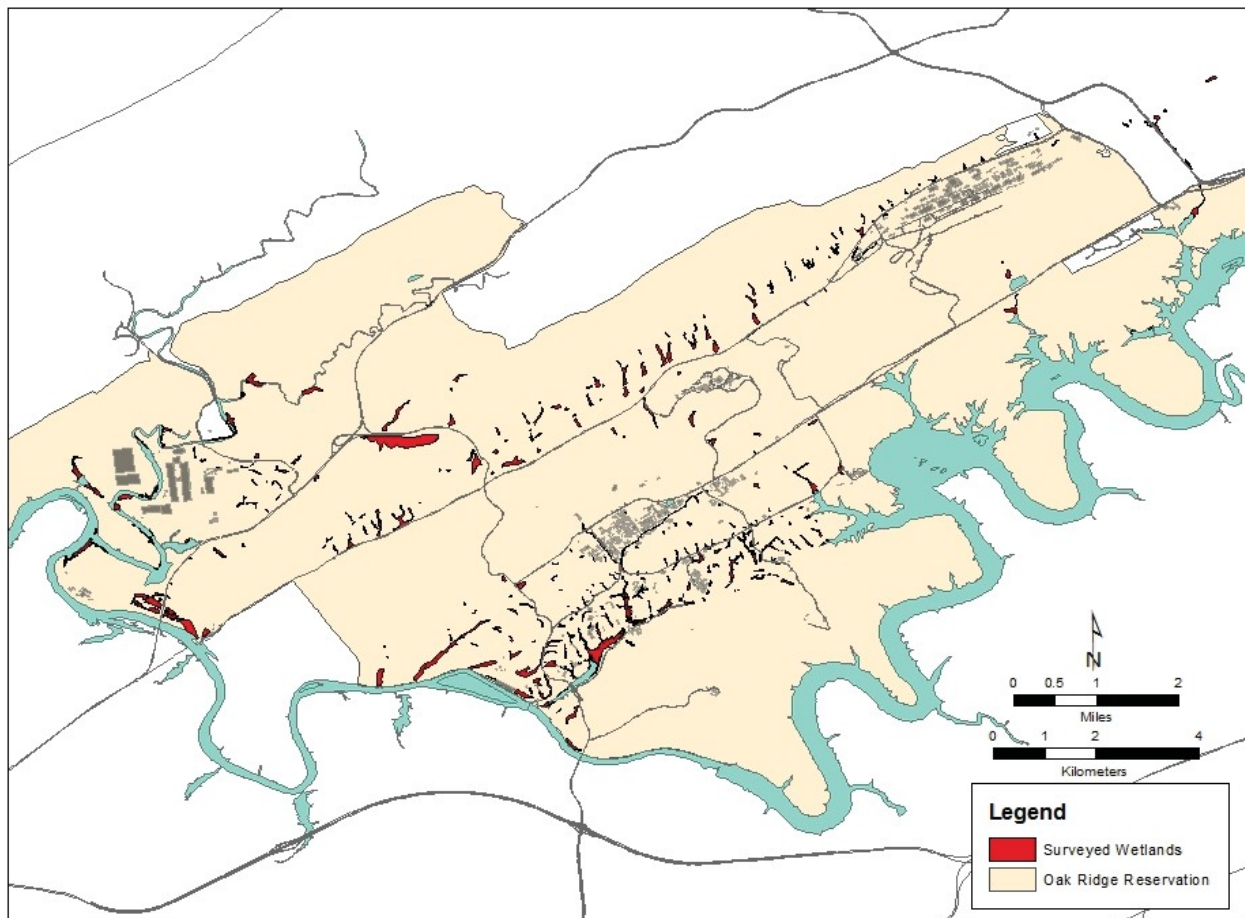 N
0 0.5 1 2
Miles
0 1 2 4
Kilometers
Legend
Surveyed Wetlands
Oak Ridge Reservation